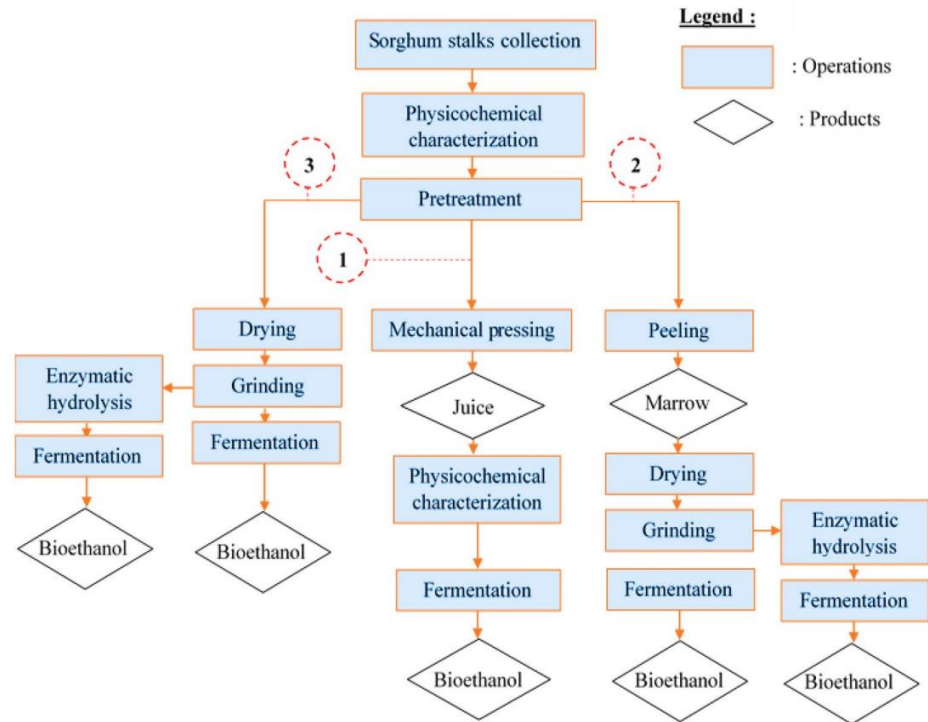 Legend :
Sorghum stalks collection
: Operations
Physicochemical
characterization
: Products
3
2
Pretreatment
1
Drying
Mechanical pressing
Peeling
Enzymatic
hydrolysis
Grinding
Juice
Marrow
Fermentation
Fermentation
Physicochemical
characterization
Drying
Grinding
Enzymatic
hydrolysis
Bioethanol
Bioethanol
Fermentation
Fermentation
Fermentation
Bioethanol
Bioethanol
Bioethanol